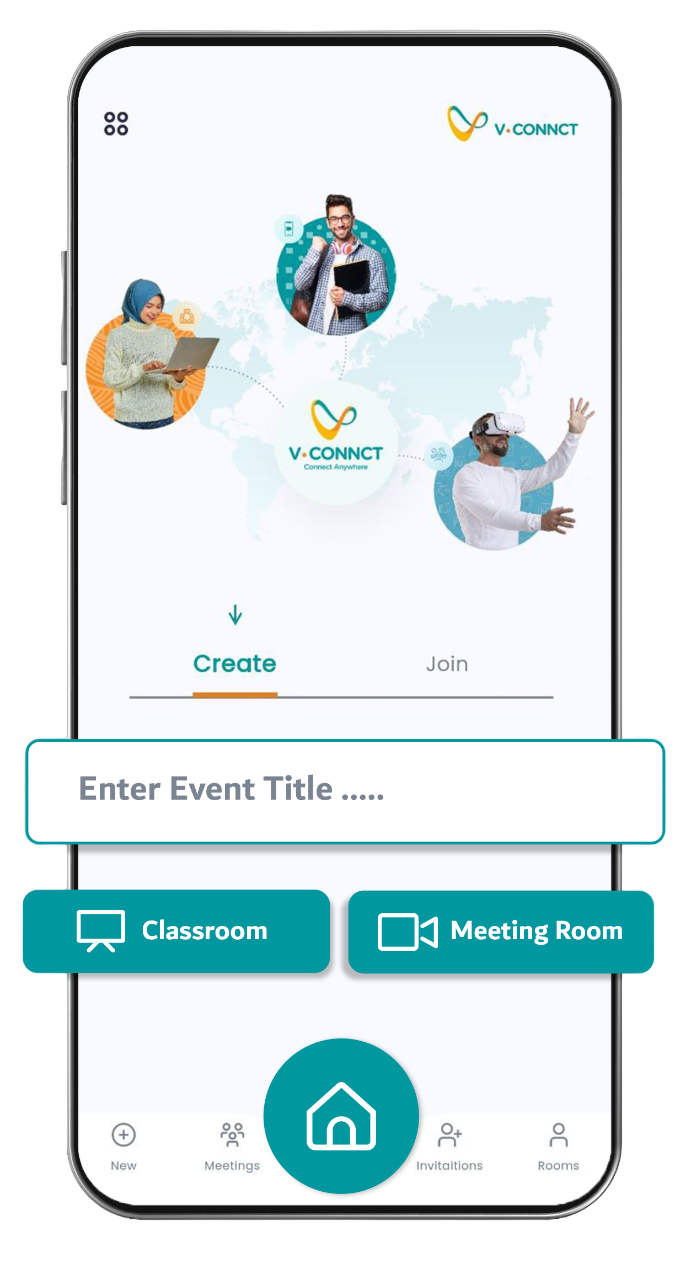 V·CONNCT
V·CONNCT
Connect Anywhere
Create
Join
Enter Event Title .....
Classroom
Meeting Room
New
Meetings
Invitaitions
Rooms